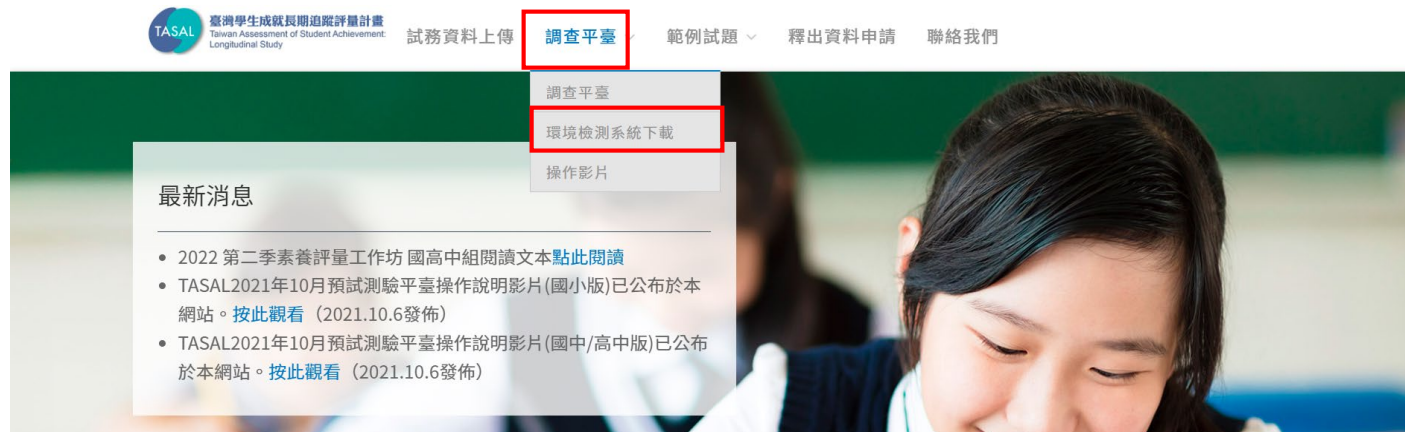 TASAL
臺灣學生成就長期追蹤評量計畫
Taiwan Assessment of Student Achievement:
Longitudinal Study
試務資料上傳
調查平臺
範例試題
釋出資料申請
聯絡我們
調查平臺
環境檢測系統下載
操作影片
最新消息
2022 第二季素養評量工作坊 國高中組閱讀文本點此閱讀
TASAL2021年10月預試測驗平臺操作說明影片(國小版)已公布於本
網站。按此觀看（2021.10.6發佈）
TASAL2021年10月預試測驗平臺操作說明影片(國中/高中版)已公布
於本網站。按此觀看（2021.10.6發佈）